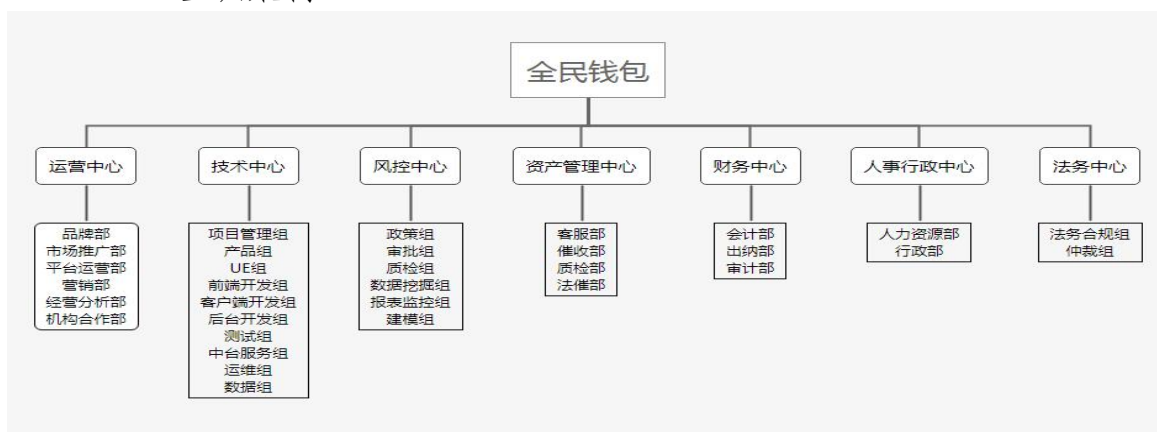 全民钱包
运营中心
技术中心
风控中心
资产管理中心
财务中心
人事行政中心
法务中心
品牌部
市场推广部
平台运营部
营销部
经营分析部
机构合作部
项目管理组
产品组
UE组
前端开发组
客户端开发组
后台开发组
测试组
中台服务组
运维组
数据组
政策组
审批组
质检组
数据挖掘组
报表监控组
建模组
客服部
催收部
质检部
法催部
会计部
出纳部
审计部
人力资源部
行政部
法务合规组
仲裁组